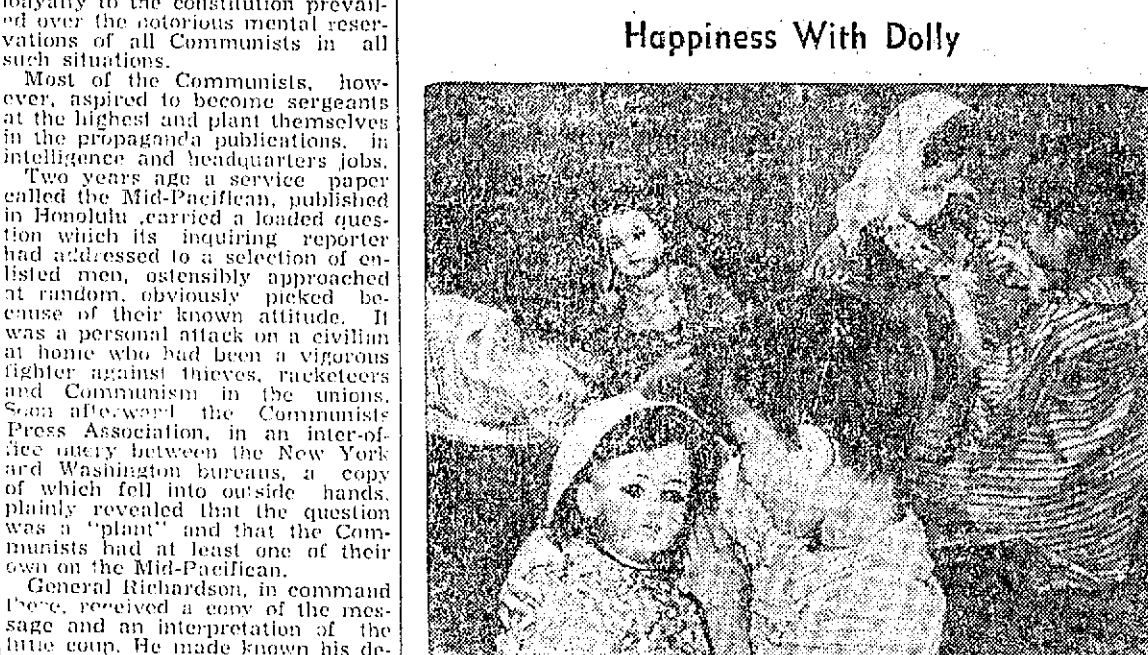 loyalty to the constitution prevail-
ed over the notorious mental reser-
vations of all Communists in all
such situations.
Most of the Communists, how-
ever, aspired to become sergeants
at the highest and plant themselves
in the propaganda publications, in
intelligence and headquarters jobs.
Two years ago a service paper
called the Mid-Pacifican, published
in Honolulu ,carried a loaded ques-
tion which its inquiring reporter
had addressed to a selection of en-
listed men, ostensibly approached
at random, obviously picked be-
cause of their known attitude. It
was a personal attack on a civilian
at home who had been a vigorous
fighter against thieves, racketeers
and Communism in the unions.
Soon afterward the Communists
Press Association, in an inter-of-
fice query between the New York
and Washington bureaus, a copy
of which fell into outside hands,
plainly revealed that the question
was a "plant" and that the Com-
munists had at least one of their
own on the Mid-Pacifican.
General Richardson, in command
there, received a copy of the mes-
sage and an interpretation of the
little coup. He made known his de-
Happiness With Dolly